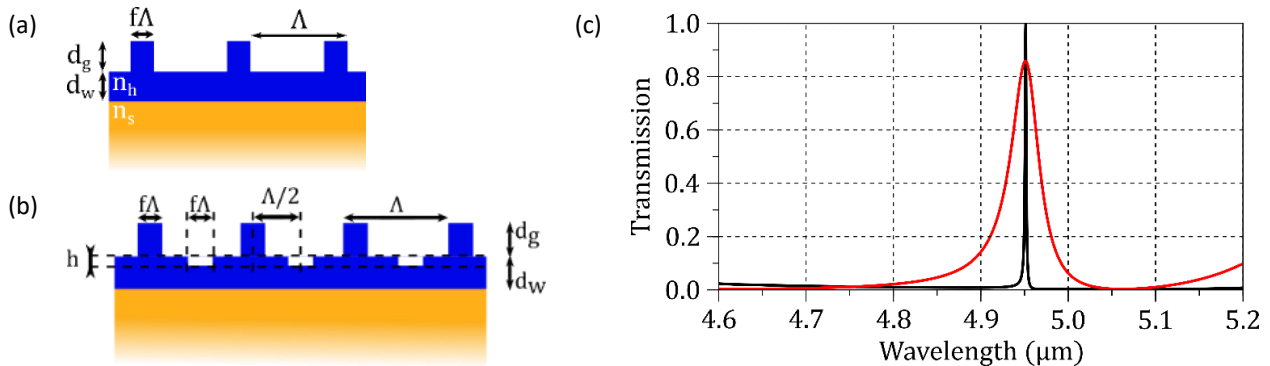 (a)
fΛ
Λ
d_g
d_w
n_h
n_s
(b)
fΛ
fΛ
Λ/2
Λ
h
d_g
d_w
(c)
Transmission
1.0
0.8
0.6
0.4
0.2
0.0
4.6 4.7 4.8 4.9 5.0 5.1 5.2
Wavelength (µm)